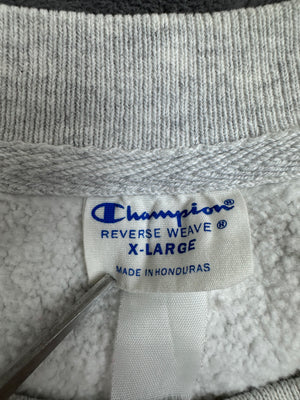 Champion®
REVERSE WEAVE®
X-LARGE
MADE IN HONDURAS